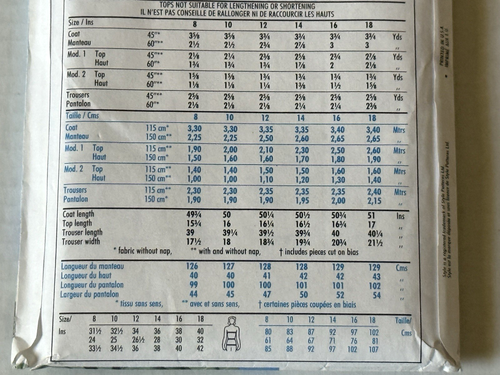 TOPS NOT SUITABLE FOR LENGTHENING OR SHORTENING
IL N'EST PAS CONSEILLE DE RALLONGER NI DE RACCOURCIR LES HAUTS
Size / Ins 8 10 12 14 16 18
Coat 45"* 3⅝ 3⅝ 3¾ 3¾ 3¾ 3¾ Yds
Manteau 60"** 2½ 2½ 2¾ 2⅞ 3 3 "
Mod. 1 Top 45"** 2⅛ 2¼ 2⅜ 2⅝ 2¾ 2⅞ Yds
Haut 60"** 1¾ 1¾ 1¾ 1⅞ 2 2⅛ "
Mod. 2 Top 45"** 1⅝ 1⅝ 1¾ 1¾ 1¾ 1¾ Yds
Haut 60"** 1⅛ 1⅛ 1¼ 1⅜ 1½ 1⅝ "
Trousers 45"** 2⅝ 2⅝ 2⅝ 2⅝ 2⅝ 2⅝ Yds
Pantalon 60"** 2⅛ 2⅛ 2⅛ 2¼ 2¼ 2⅜ "
Taille / Cms 8 10 12 14 16 18
Coat 115 cm* 3,30 3,30 3,35 3,35 3,40 3,40 Mtrs
Manteau 150 cm** 2,25 2,25 2,50 2,60 2,65 2,65 "
Mod. 1 Top 115 cm** 1,90 2,00 2,10 2,30 2,50 2,60 Mtrs
Haut 150 cm** 1,50 1,60 1,60 1,70 1,80 1,90 "
Mod. 2 Top 115 cm** 1,40 1,40 1,50 1,50 1,50 1,50 Mtrs
Haut 150 cm** 1,00 1,00 1,10 1,20 1,30 1,40 "
Trousers 115 cm** 2,30 2,30 2,35 2,35 2,35 2,40 Mtrs
Pantalon 150 cm** 1,90 1,90 1,90 1,95 2,00 2,15 "
Coat length 49¾ 50 50¼ 50½ 50¾ 51 Ins
Top length 15¾ 16 16¼ 16½ 16¾ 17 "
Trouser length 39 39¼ 39½ 39¾ 40 40¼ "
Trouser width 17½ 18 18¾ 19¾ 20¾ 21½ "
* fabric without nap, ** with and without nap, † includes pieces cut on bias
Longueur du manteau 126 127 128 128 129 129 Cms
Longueur du haut 40 40 41 42 42 43 "
Longueur du pantalon 99 100 100 101 101 102 "
Largeur du pantalon 44 45 47 50 52 54 "
* tissu sans sens, ** avec et sans sens, † certaines pièces coupées en biais
Size/ 8 10 12 14 16 18 8 10 12 14 16 18 Taille/
Ins 31½ 32½ 34 36 38 40 80 83 87 92 97 102 Cms
24 25 26½ 28 30 32 61 64 67 71 76 81
33½ 34½ 36 38 40 42 85 88 92 97 102 107